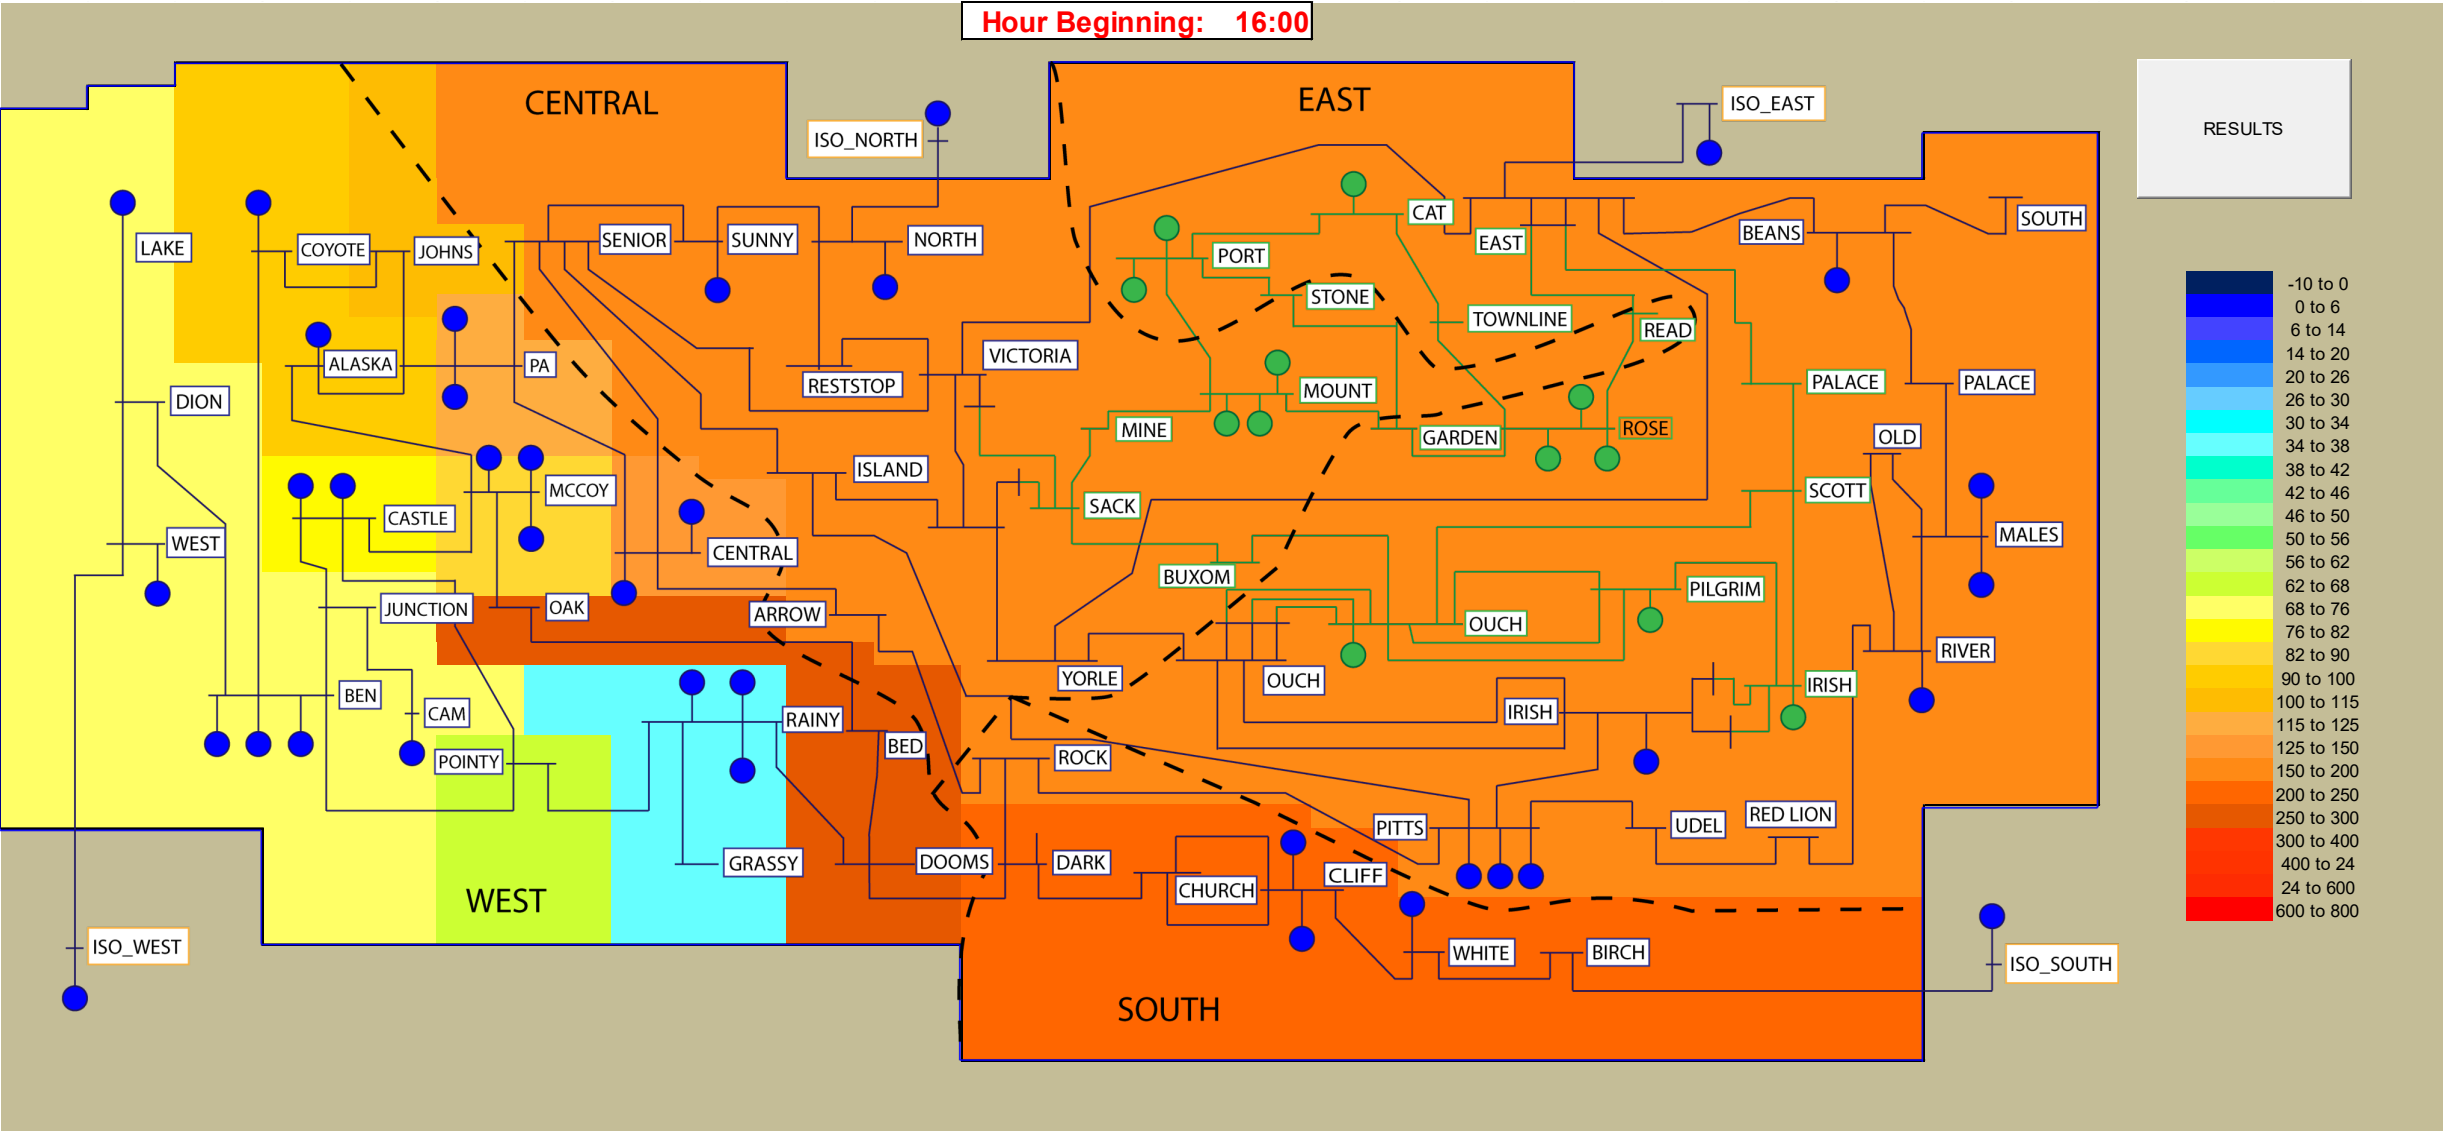 Hour Beginning: 16:00
CENTRAL
EAST
ISO_NORTH
ISO_EAST
RESULTS
LAKE
COYOTE
JOHNS
SENIOR
SUNNY
NORTH
PORT
CAT
EAST
BEANS
SOUTH
STONE
TOWNLINE
READ
ALASKA
PA
RESTSTOP
VICTORIA
MOUNT
PALACE
PALACE
DION
MINE
GARDEN
ROSE
OLD
ISLAND
MCCOY
CASTLE
SACK
SCOTT
WEST
CENTRAL
MALES
BUXOM
PILGRIM
JUNCTION
OAK
ARROW
OUCH
RIVER
YORLE
OUCH
IRISH
BEN
CAM
RAINY
IRISH
POINTY
BED
ROCK
PITTS
UDEL
RED LION
GRASSY
DOOMS
DARK
CHURCH
CLIFF
WEST
ISO_WEST
WHITE
BIRCH
ISO_SOUTH
SOUTH
-10 to 0
0 to 6
6 to 14
14 to 20
20 to 26
26 to 30
30 to 34
34 to 38
38 to 42
42 to 46
46 to 50
50 to 56
56 to 62
62 to 68
68 to 76
76 to 82
82 to 90
90 to 100
100 to 115
115 to 125
125 to 150
150 to 200
200 to 250
250 to 300
300 to 400
400 to 24
24 to 600
600 to 800